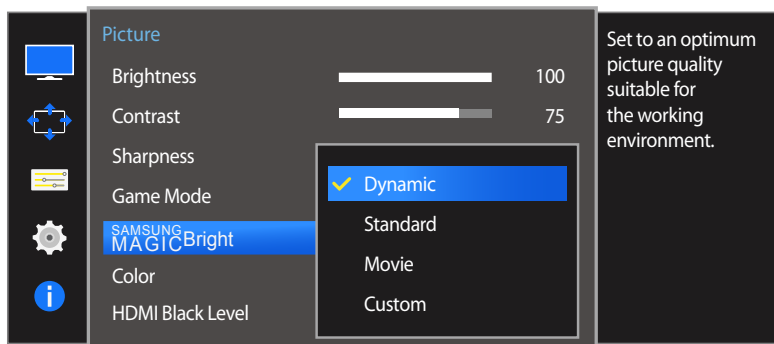 Picture
Brightness 100
Contrast 75
Sharpness
Game Mode
SAMSUNG
MAGICBright
Color
HDMI Black Level
Dynamic
Standard
Movie
Custom
Set to an optimum
picture quality
suitable for
the working
environment.
i